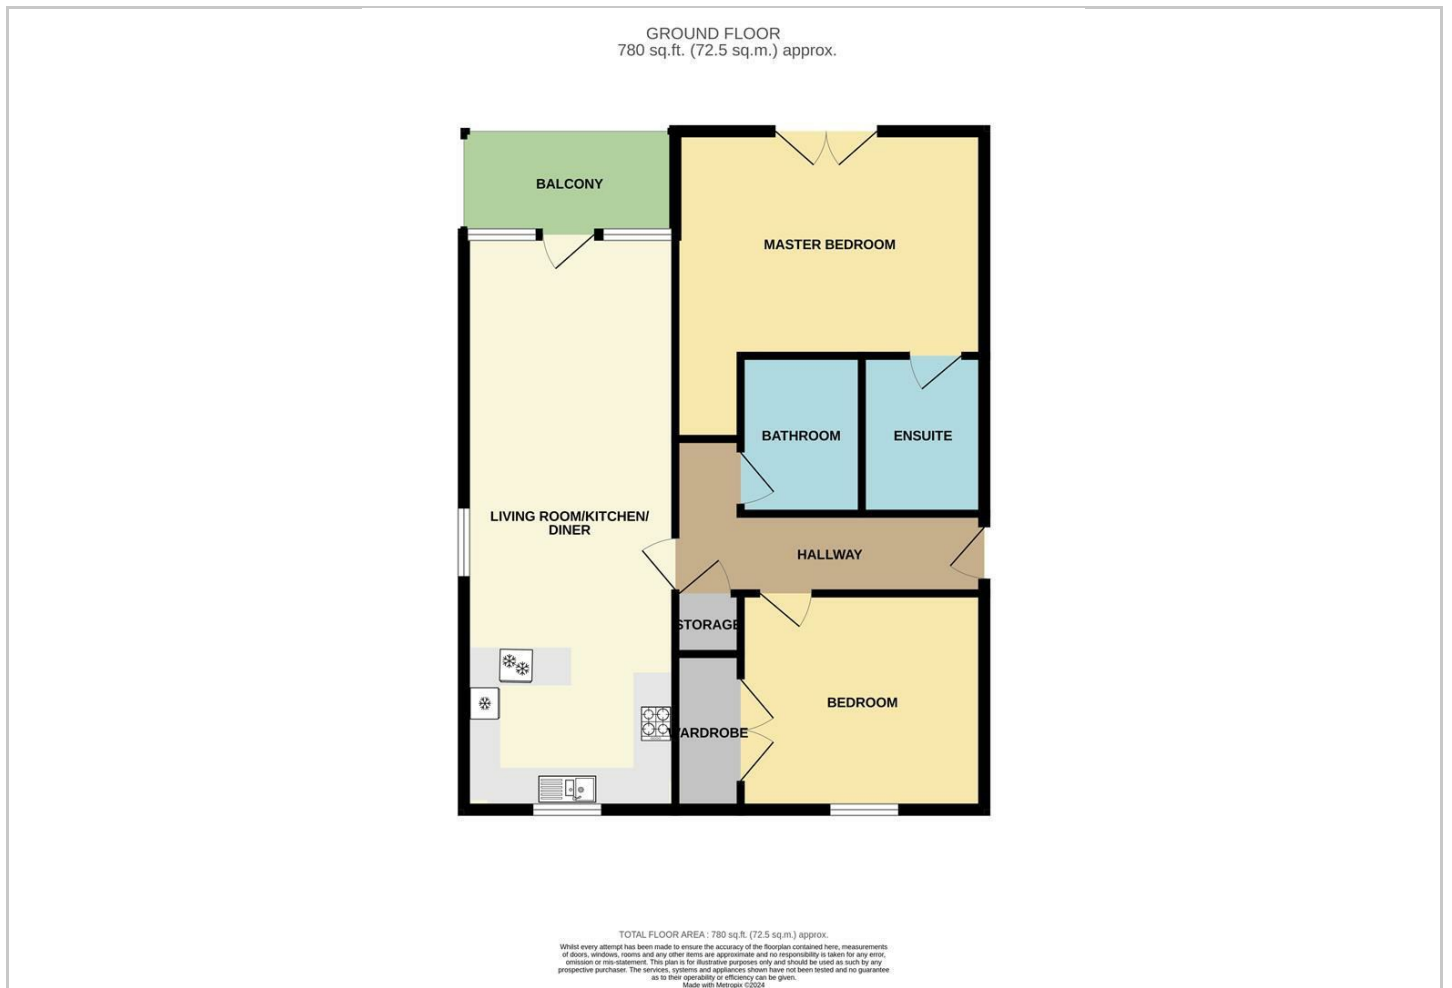 GROUND FLOOR
780 sq.ft. (72.5 sq.m.) approx.
BALCONY
MASTER BEDROOM
BATHROOM
ENSUITE
LIVING ROOM/KITCHEN/
DINER
HALLWAY
STORAGE
BEDROOM
WARDROBE
TOTAL FLOOR AREA : 780 sq.ft. (72.5 sq.m.) approx.
Whilst every attempt has been made to ensure the accuracy of the floorplan contained here, measurements
of doors, windows, rooms and any other items are approximate and no responsibility is taken for any error,
omission or mis-statement. This plan is for illustrative purposes only and should be used as such by any
prospective purchaser. The services, systems and appliances shown have not been tested and no guarantee
as to their operability or efficiency can be given.
Made with Metropix ©2024